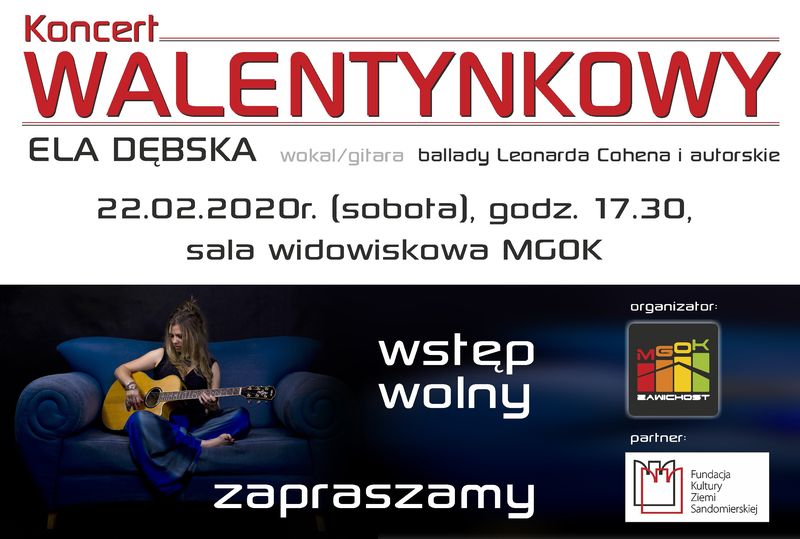 Koncert
WALENTYNKOWY
ELA DĘBSKA wokal/gitara ballady Leonarda Cohena i autorskie
22.02.2020r. (sobota), godz. 17.30,
sala widowiskowa MGOK
wstęp
wolny
zapraszamy
organizator:
MGOK
ZAWICHOST
partner:
Fundacja
Kultury
Ziemi
Sandomierskiej